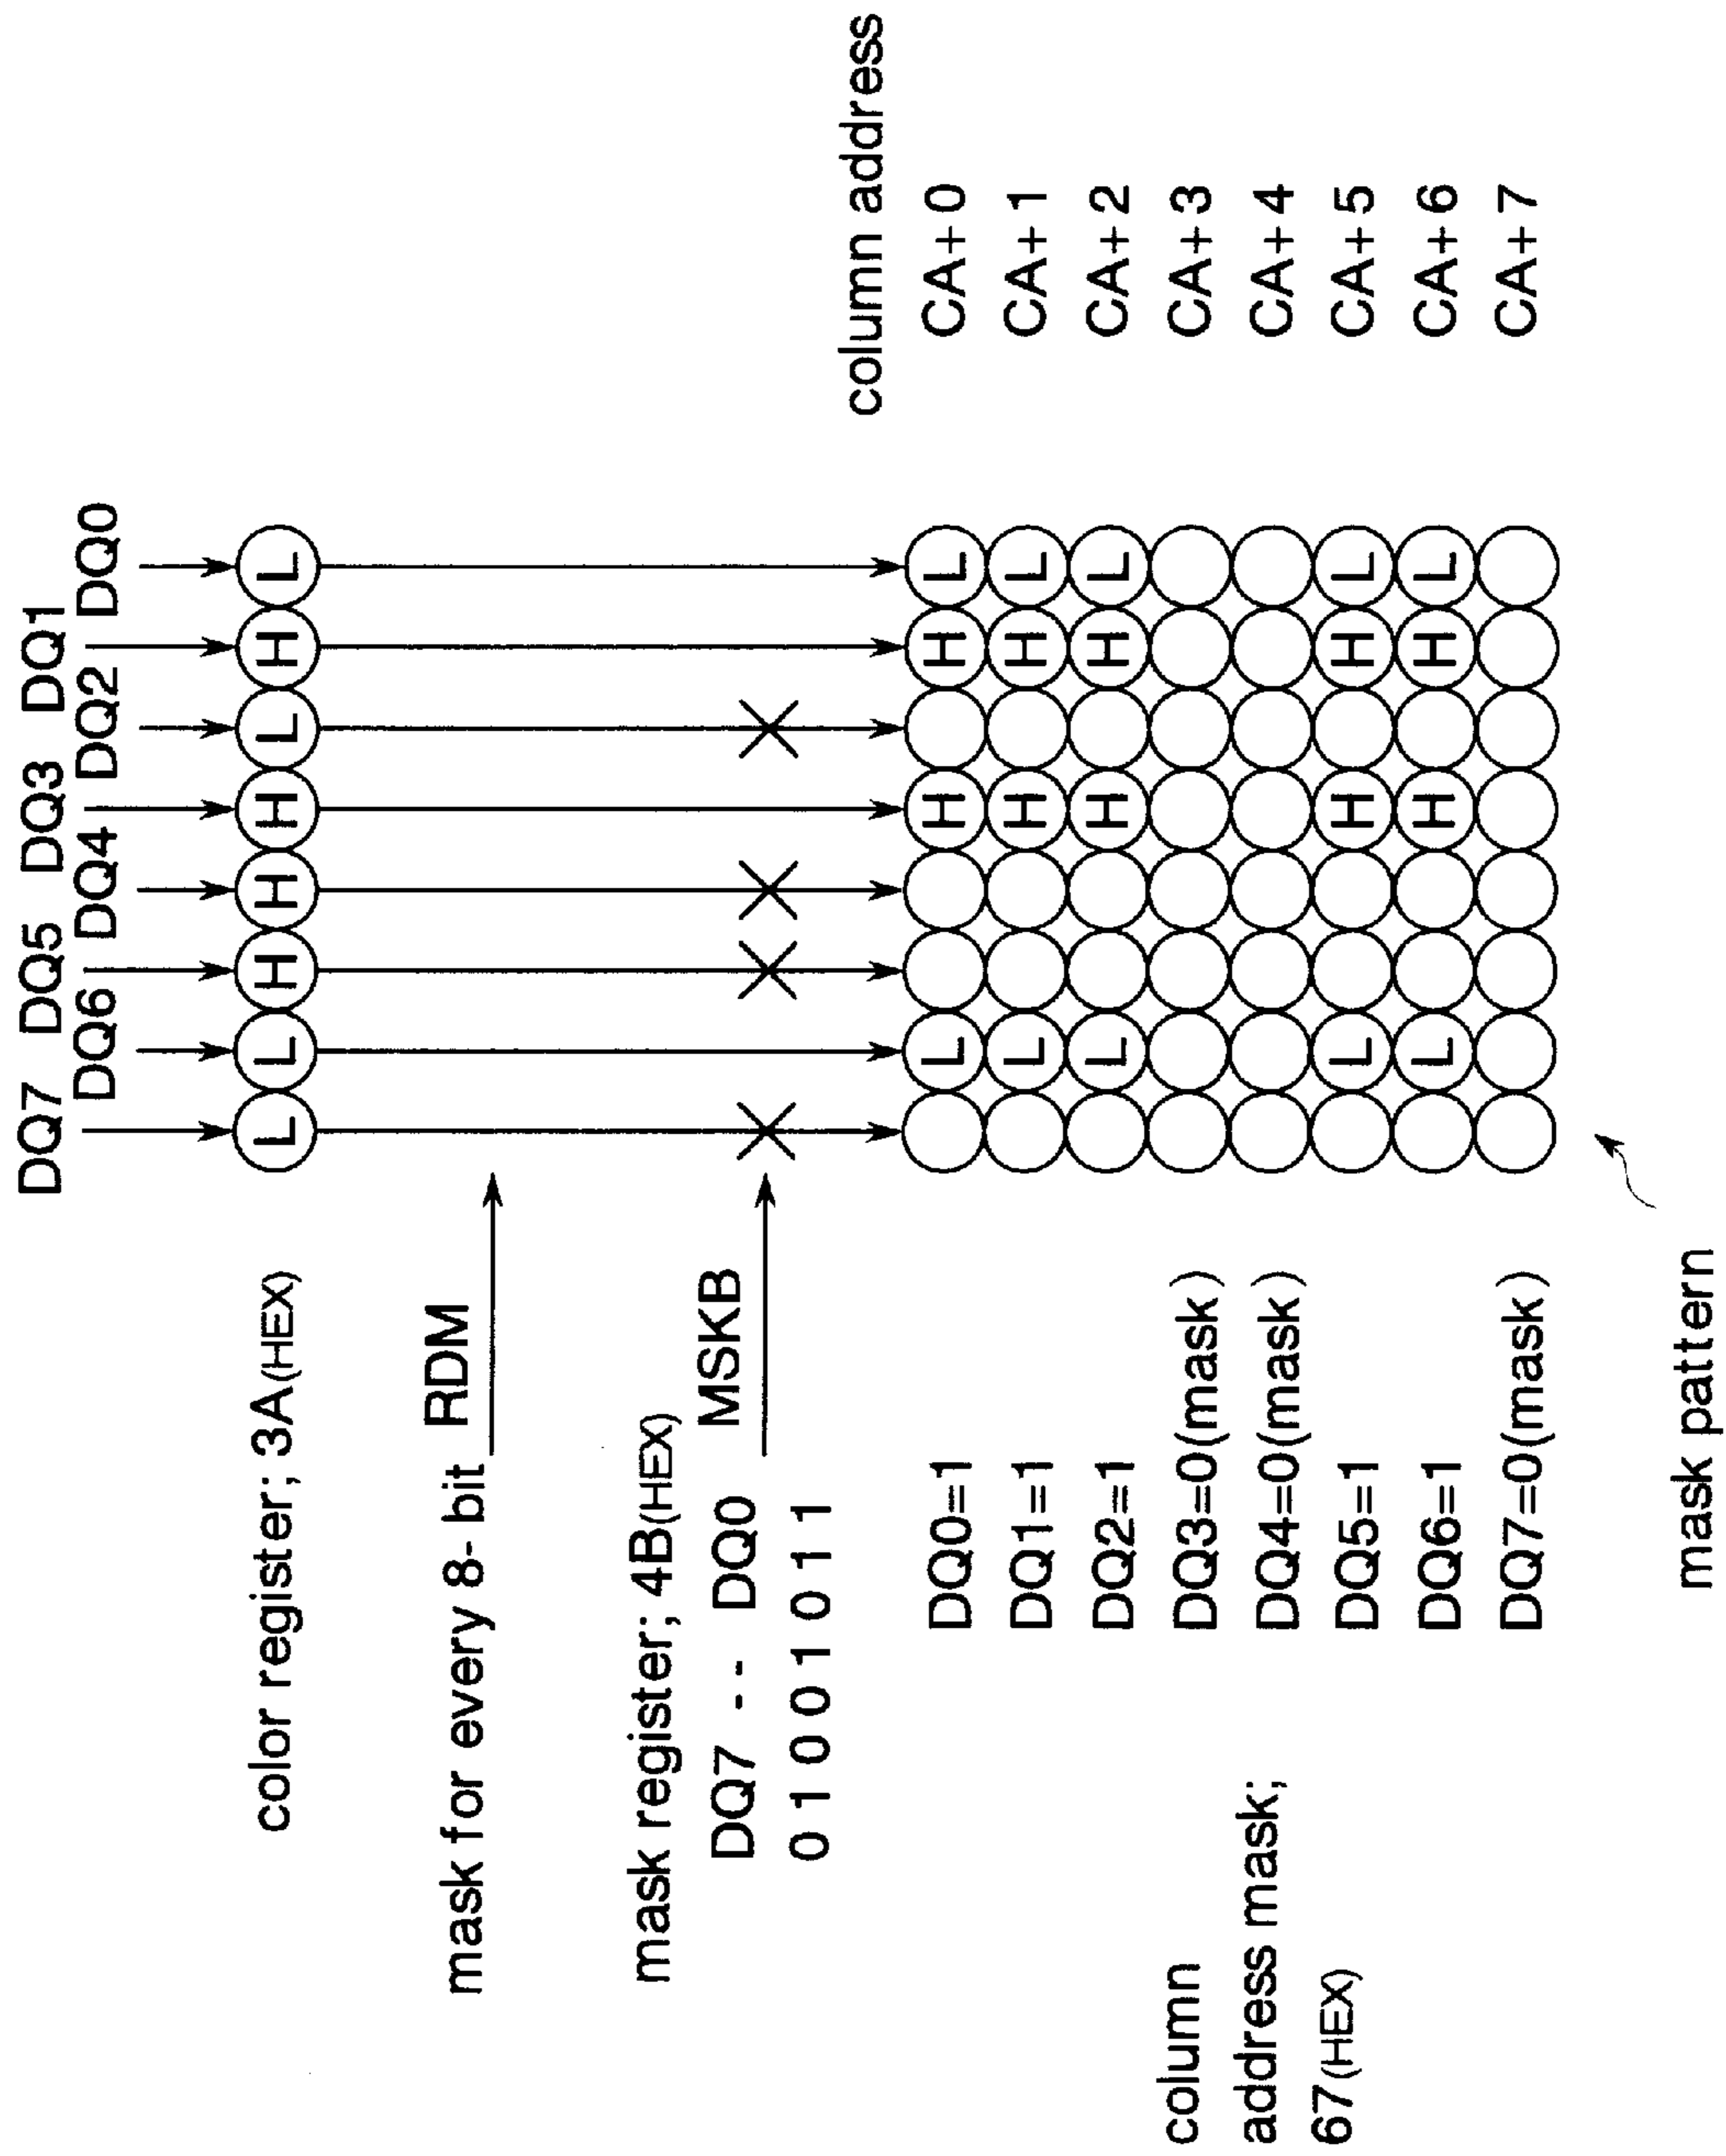 DQ7 DQ5 DQ3 DQ1
DQ6 DQ4 DQ2 DQ0
color register; 3A(HEX) L L H H H L H L
mask for every 8- bit RDM
mask register; 4B(HEX)
DQ7 - - DQ0 MSKB
0 1 0 0 1 0 1 1
column address
DQ0=1 L H H L CA+0
DQ1=1 L H H L CA+1
DQ2=1 L H H L CA+2
column
DQ3=0(mask) CA+3
address mask;
DQ4=0(mask) CA+4
67(HEX)
DQ5=1 L H H L CA+5
DQ6=1 L H H L CA+6
DQ7=0(mask) CA+7
mask pattern